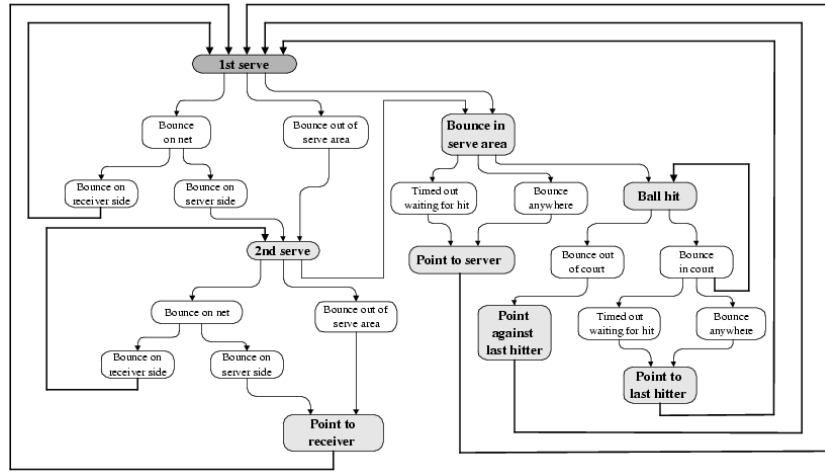 1st serve
Bounce
on net
Bounce out of
serve area
Bounce in
serve area
Bounce on
receiver side
Bounce on
server side
Timed out
waiting for hit
Bounce
anywhere
Ball hit
2nd serve
Point to server
Bounce out
of court
Bounce
in court
Bounce on net
Bounce out of
serve area
Point
against
last hitter
Timed out
waiting for hit
Bounce
anywhere
Bounce on
receiver side
Bounce on
server side
Point to
last hitter
Point to
receiver